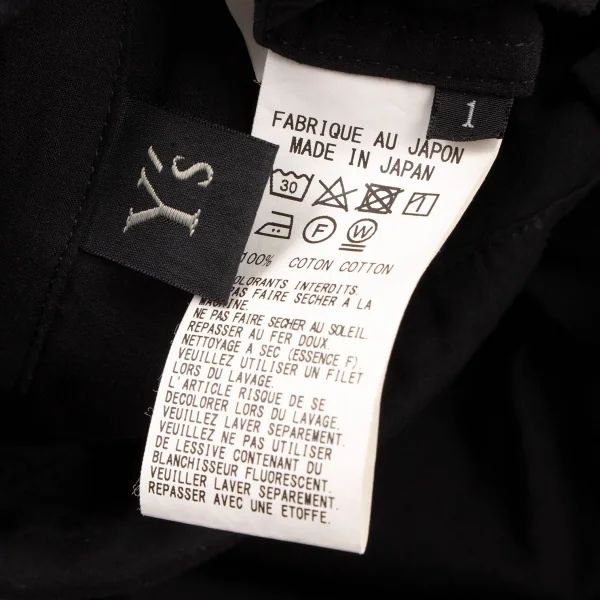 1
FABRIQUE AU JAPON
MADE IN JAPAN
30
F W
Y's
100% COTON COTTON
COLORANTS INTERDITS.
PAS FAIRE SECHER A LA
MACHINE.
NE PAS FAIRE SECHER AU SOLEIL.
REPASSER AU FER DOUX.
NETTOYAGE A SEC (ESSENCE F).
VEUILLEZ UTILISER UN FILET
LORS DU LAVAGE.
L'ARTICLE RISQUE DE SE
DECOLORER LORS DU LAVAGE.
VEUILLEZ LAVER SEPAREMENT.
VEUILLEZ NE PAS UTILISER
DE LESSIVE CONTENANT DU
BLANCHISSEUR FLUORESCENT.
VEUILLER LAVER SEPAREMENT.
REPASSER AVEC UNE ETOFFE.